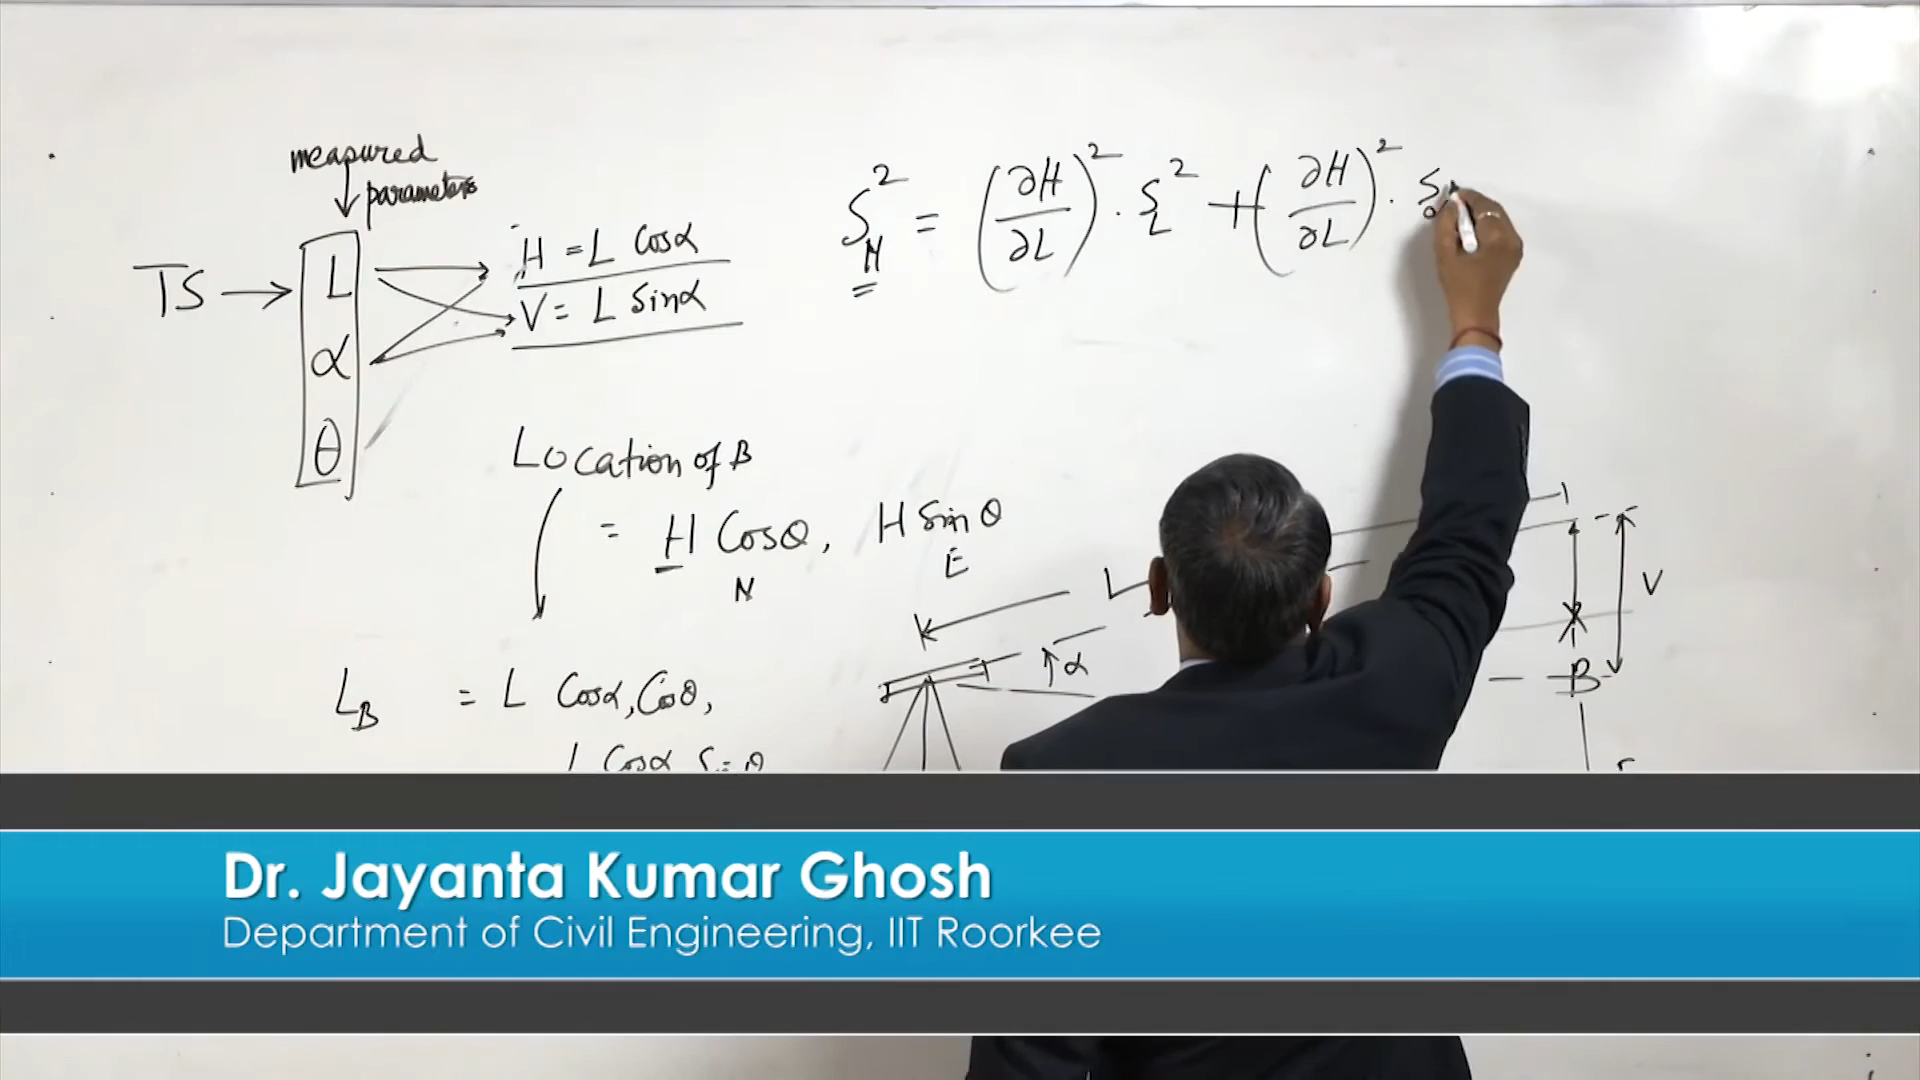 measured
parameters
TS → L
α
θ
H = L Cosα
V = L Sinα
S_H² = (∂H/∂L)² · S_L² + (∂H/∂L)² · S
Location of B
= H Cosθ, H Sinθ
N E
L_B = L Cosα, Cosθ,
L Cosα
L
α
V
B
Dr. Jayanta Kumar Ghosh
Department of Civil Engineering, IIT Roorkee